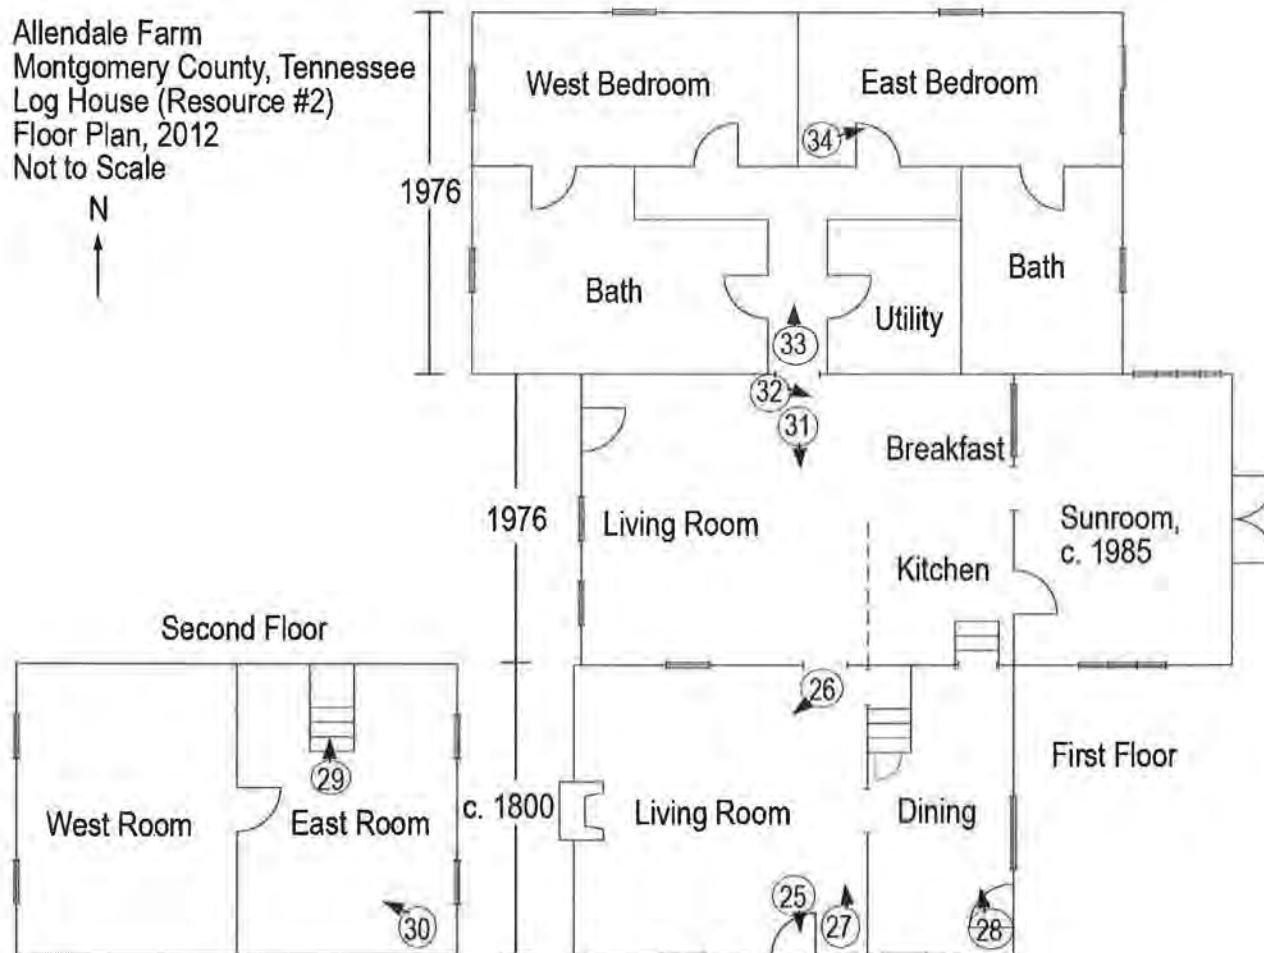 Allendale Farm
Montgomery County, Tennessee
Log House (Resource #2)
Floor Plan, 2012
Not to Scale
N
West Bedroom
East Bedroom
34
1976
Bath
Bath
Utility
33
32
31
Breakfast
1976
Living Room
Sunroom,
c. 1985
Kitchen
Second Floor
26
29
First Floor
West Room
East Room
c. 1800
Living Room
Dining
30
25
27
28